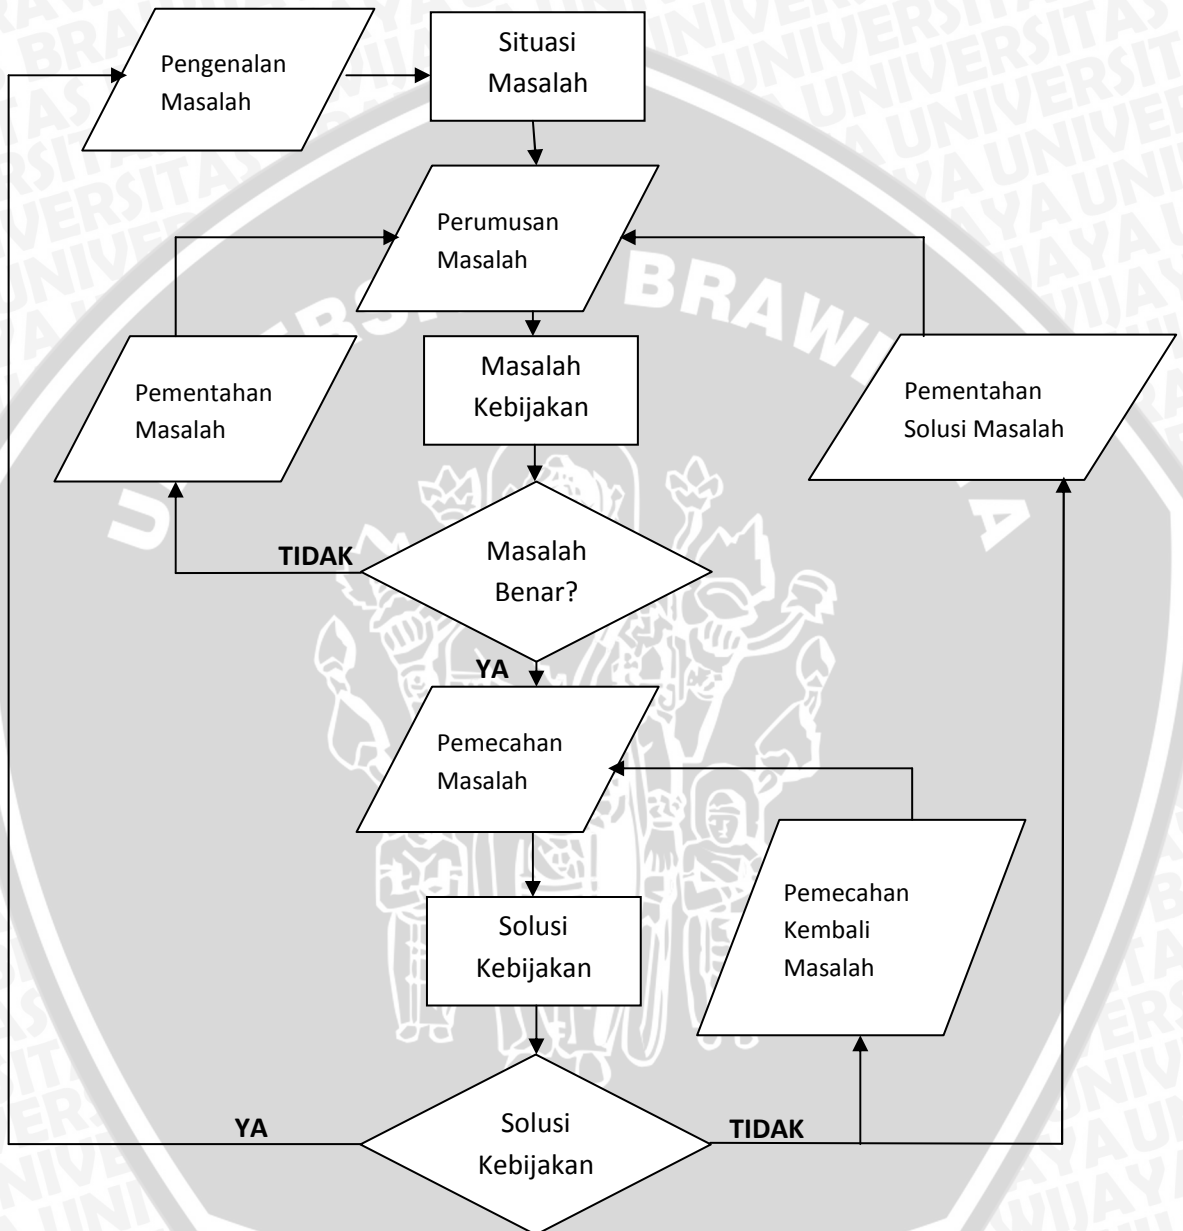 Pengenalan
Masalah
Situasi
Masalah
Perumusan
Masalah
Pementahan
Masalah
Masalah
Kebijakan
Pementahan
Solusi Masalah
TIDAK
Masalah
Benar?
YA
Pemecahan
Masalah
Pemecahan
Kembali
Masalah
Solusi
Kebijakan
YA
Solusi
Kebijakan
TIDAK
BRAW